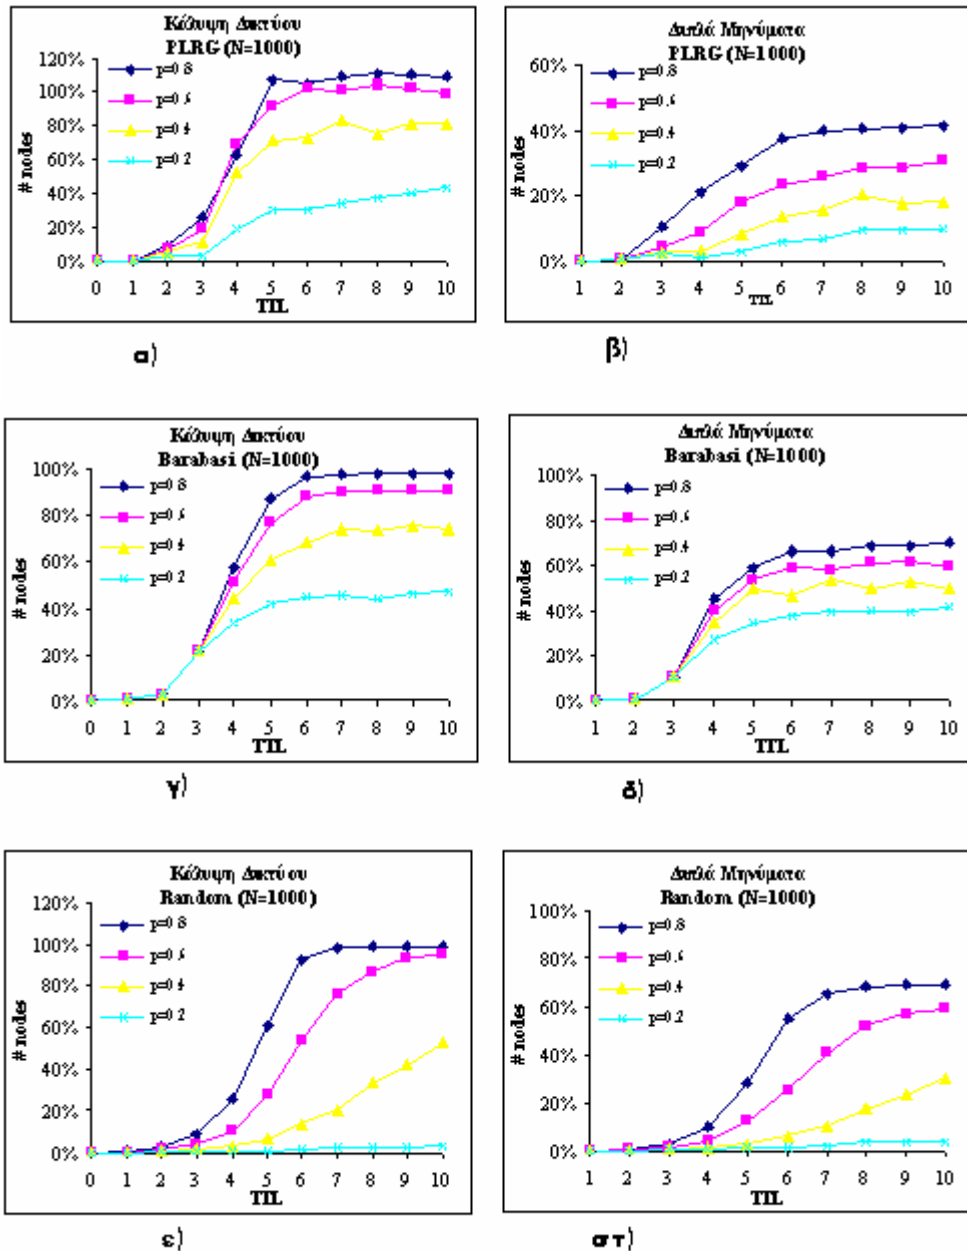 Κάλυψη Δικτύου
PLRG (N=1000)
120%
100%
80%
60%
40%
20%
0%
# nodes
p=0.8
p=0.6
p=0.4
p=0.2
0 1 2 3 4 5 6 7 8 9 10
TTL
α)
Διπλά Μηνύματα
PLRG (N=1000)
60%
40%
20%
0%
# nodes
p=0.8
p=0.6
p=0.4
p=0.2
1 2 3 4 5 6 7 8 9 10
TTL
β)
Κάλυψη Δικτύου
Barabasi (N=1000)
100%
80%
60%
40%
20%
0%
# nodes
p=0.8
p=0.6
p=0.4
p=0.2
0 1 2 3 4 5 6 7 8 9 10
TTL
γ)
Διπλά Μηνύματα
Barabasi (N=1000)
100%
80%
60%
40%
20%
0%
# nodes
p=0.8
p=0.6
p=0.4
p=0.2
1 2 3 4 5 6 7 8 9 10
TTL
δ)
Κάλυψη Δικτύου
Random (N=1000)
120%
100%
80%
60%
40%
20%
0%
# nodes
p=0.8
p=0.6
p=0.4
p=0.2
0 1 2 3 4 5 6 7 8 9 10
TTL
ε)
Διπλά Μηνύματα
Random (N=1000)
100%
80%
60%
40%
20%
0%
# nodes
p=0.8
p=0.6
p=0.4
p=0.2
1 2 3 4 5 6 7 8 9 10
TTL
στ)